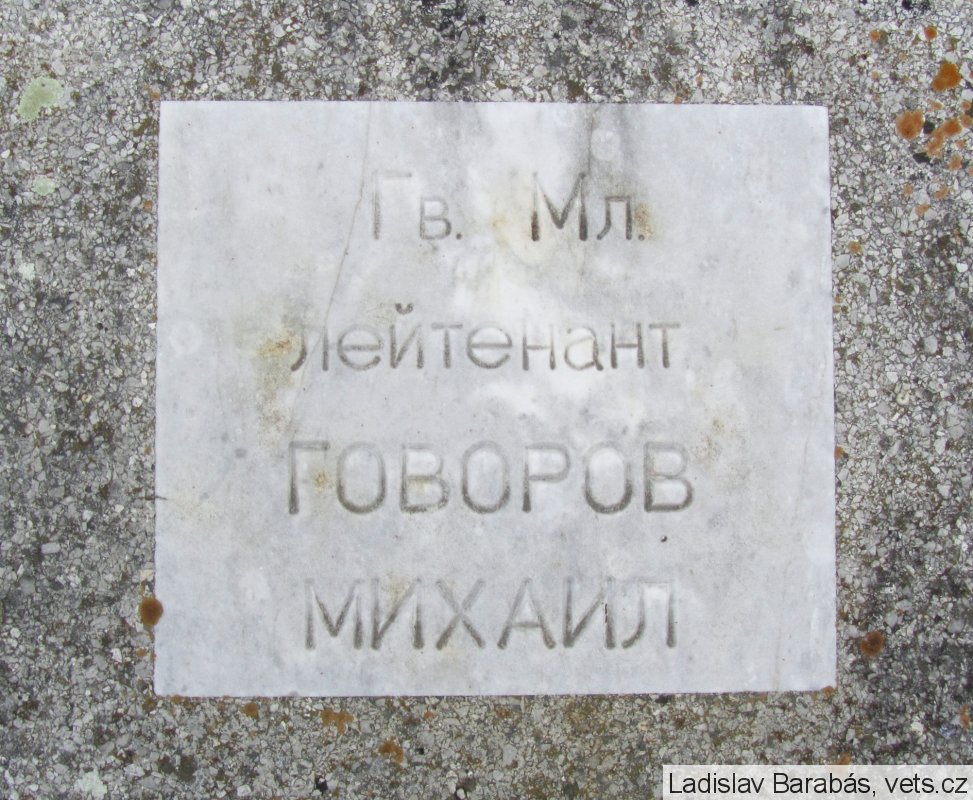 Гв. Мл.
лейтенант
ГОВОРОВ
МИХАИЛ
Ladislav Barabás, vets.cz